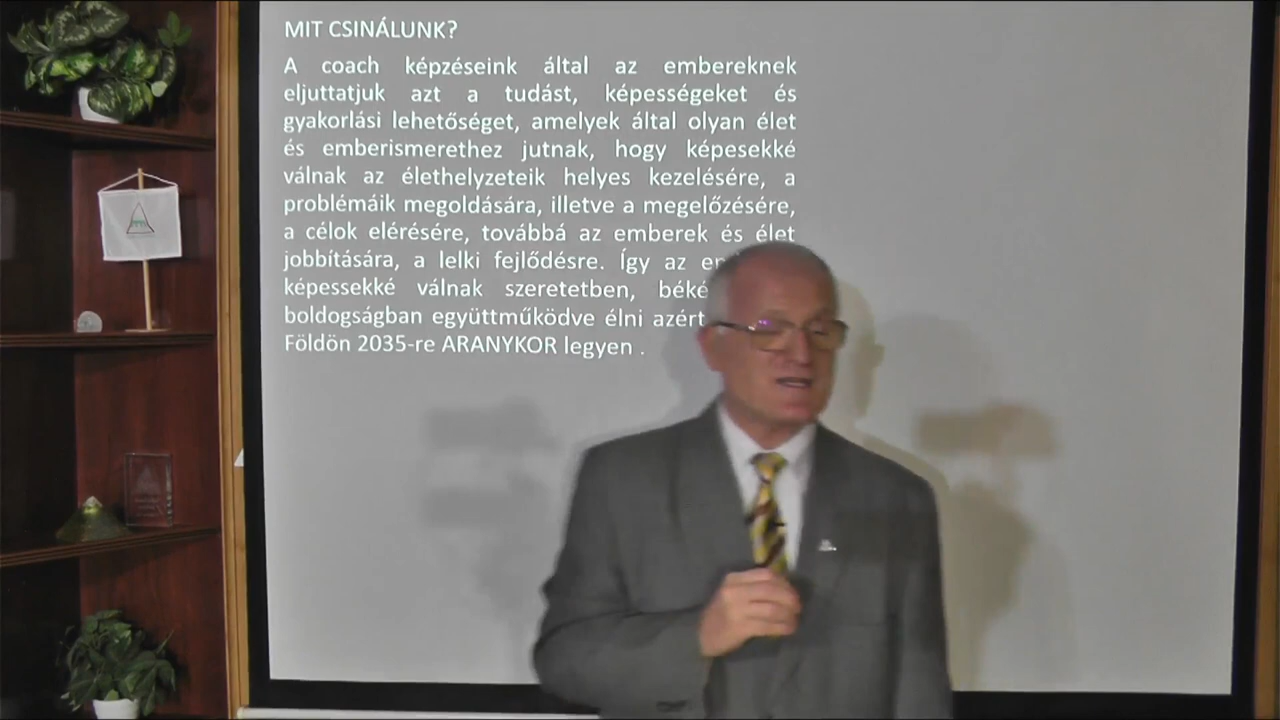 MIT CSINÁLUNK?
A coach képzéseink által az embereknek
eljuttatjuk azt a tudást, képességeket és
gyakorlási lehetőséget, amelyek által olyan élet
és emberismerethez jutnak, hogy képesekké
válnak az élethelyzeteik helyes kezelésére, a
problémáik megoldására, illetve a megelőzésére,
a célok elérésére, továbbá az emberek és élet
jobbítására, a lelki fejlődésre. Így az
képessekké válnak szeretetben,
boldogságban együttműködve élni azért
Földön 2035-re ARANYKOR legyen .